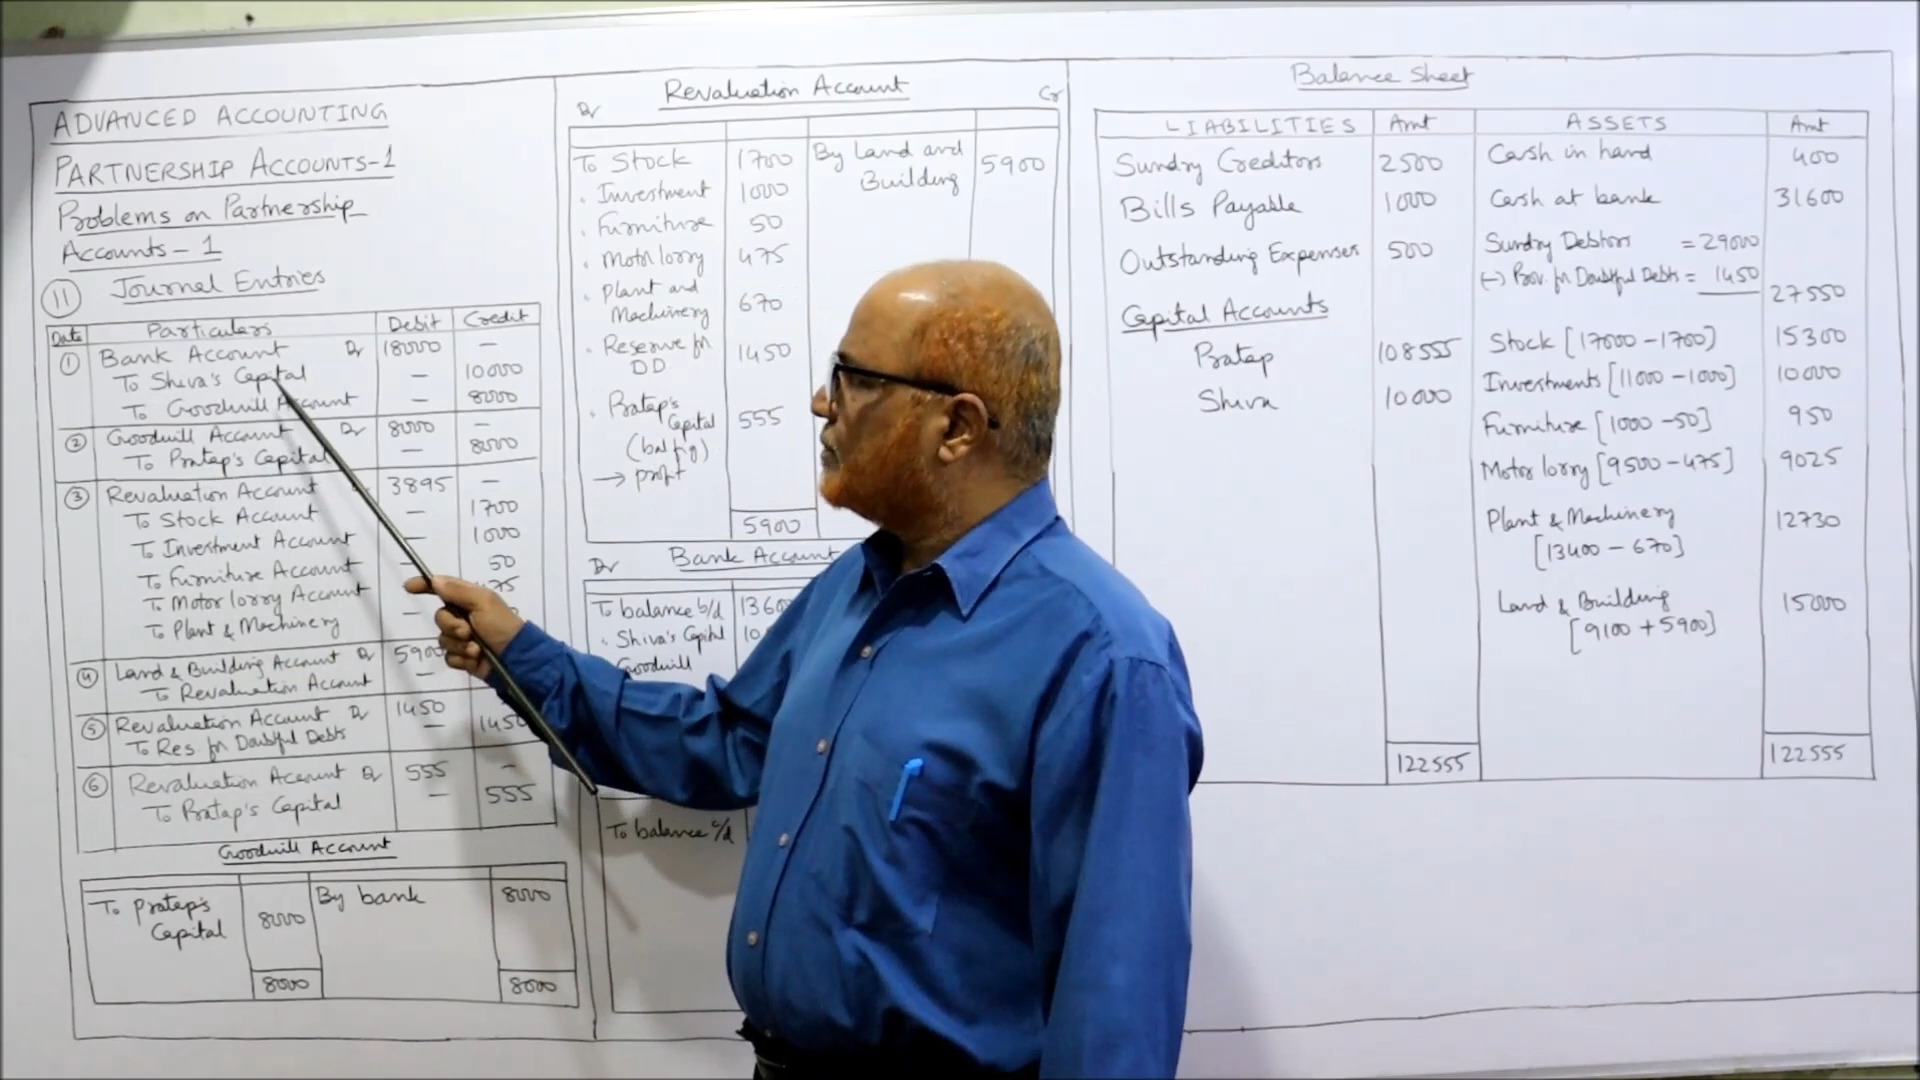 ADVANCED ACCOUNTING
PARTNERSHIP ACCOUNTS-1
Problems on Partnership
Accounts - 1
11 Journal Entries
Date Particulars Debit Credit
1 Bank Account Dr 18000 —
To Shiva's Capital — 10000
To Goodwill Account — 8000
2 Goodwill Account Dr 8000 —
To Pratap's Capital — 8000
3 Revaluation Account 3895 —
To Stock Account — 1700
To Investment Account — 1000
To Furniture Account — 50
To Motor lorry Account 475
To Plant & Machinery —
4 Land & Building Account Dr 5900
To Revaluation Account —
5 Revaluation Account Dr 1450
To Res. for Doubtful Debts — 1450
6 Revaluation Account Dr 555 —
To Pratap's Capital — 555
Goodwill Account
To Pratap's Capital 8000 By bank 8000
8000 8000
Dr Revaluation Account Cr
To Stock 1700 By Land and Building 5900
" Investment 1000
" Furniture 50
" Motor lorry 475
" Plant and Machinery 670
" Reserve for DD 1450
" Pratap's Capital (bal fig) 555
→ profit
5900
Dr Bank Account
To balance b/d 1360
" Shiva's Capital 10
" Goodwill
To balance c/d
Balance Sheet
LIABILITIES Amt ASSETS Amt
Sundry Creditors 2500 Cash in hand 400
Bills Payable 1000 Cash at bank 31600
Outstanding Expenses 500 Sundry Debtors = 29000
(-) Prov. for Doubtful Debts = 1450 27550
Capital Accounts
Pratap 108555 Stock [17000 - 1700] 15300
Shiva 10000 Investments [11000 - 1000] 10000
Furniture [1000 - 50] 950
Motor lorry [9500 - 475] 9025
Plant & Machinery [13400 - 670] 12730
Land & Building [9100 + 5900] 15000
122555 122555